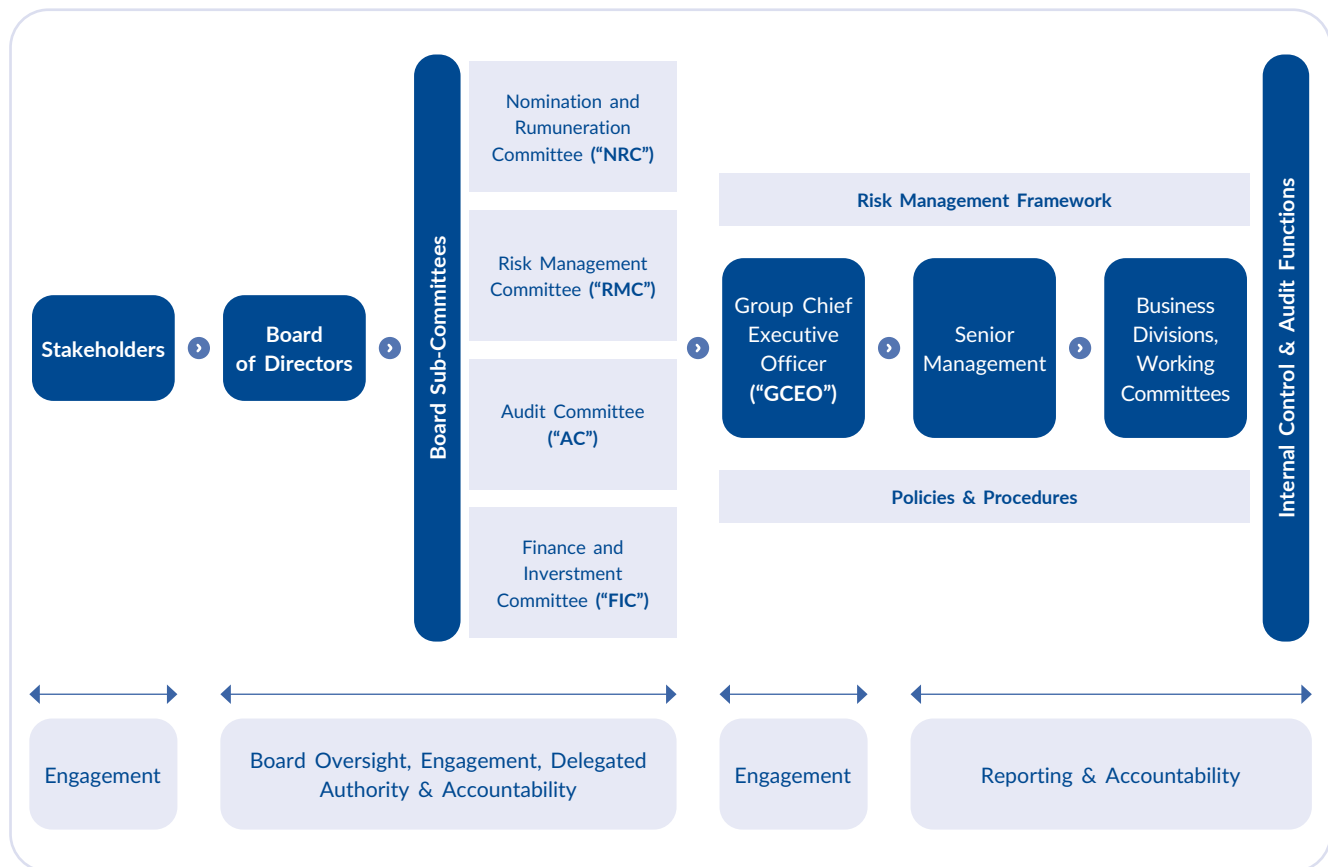 Stakeholders
Board
of Directors
Board Sub-Committees
Nomination and
Rumuneration
Committee (“NRC”)
Risk Management
Committee (“RMC”)
Audit Committee
(“AC”)
Finance and
Inverstment
Committee (“FIC”)
Risk Management Framework
Group Chief
Executive
Officer
(“GCEO”)
Senior
Management
Business
Divisions,
Working
Committees
Policies & Procedures
Internal Control & Audit Functions
Engagement
Board Oversight, Engagement, Delegated
Authority & Accountability
Engagement
Reporting & Accountability